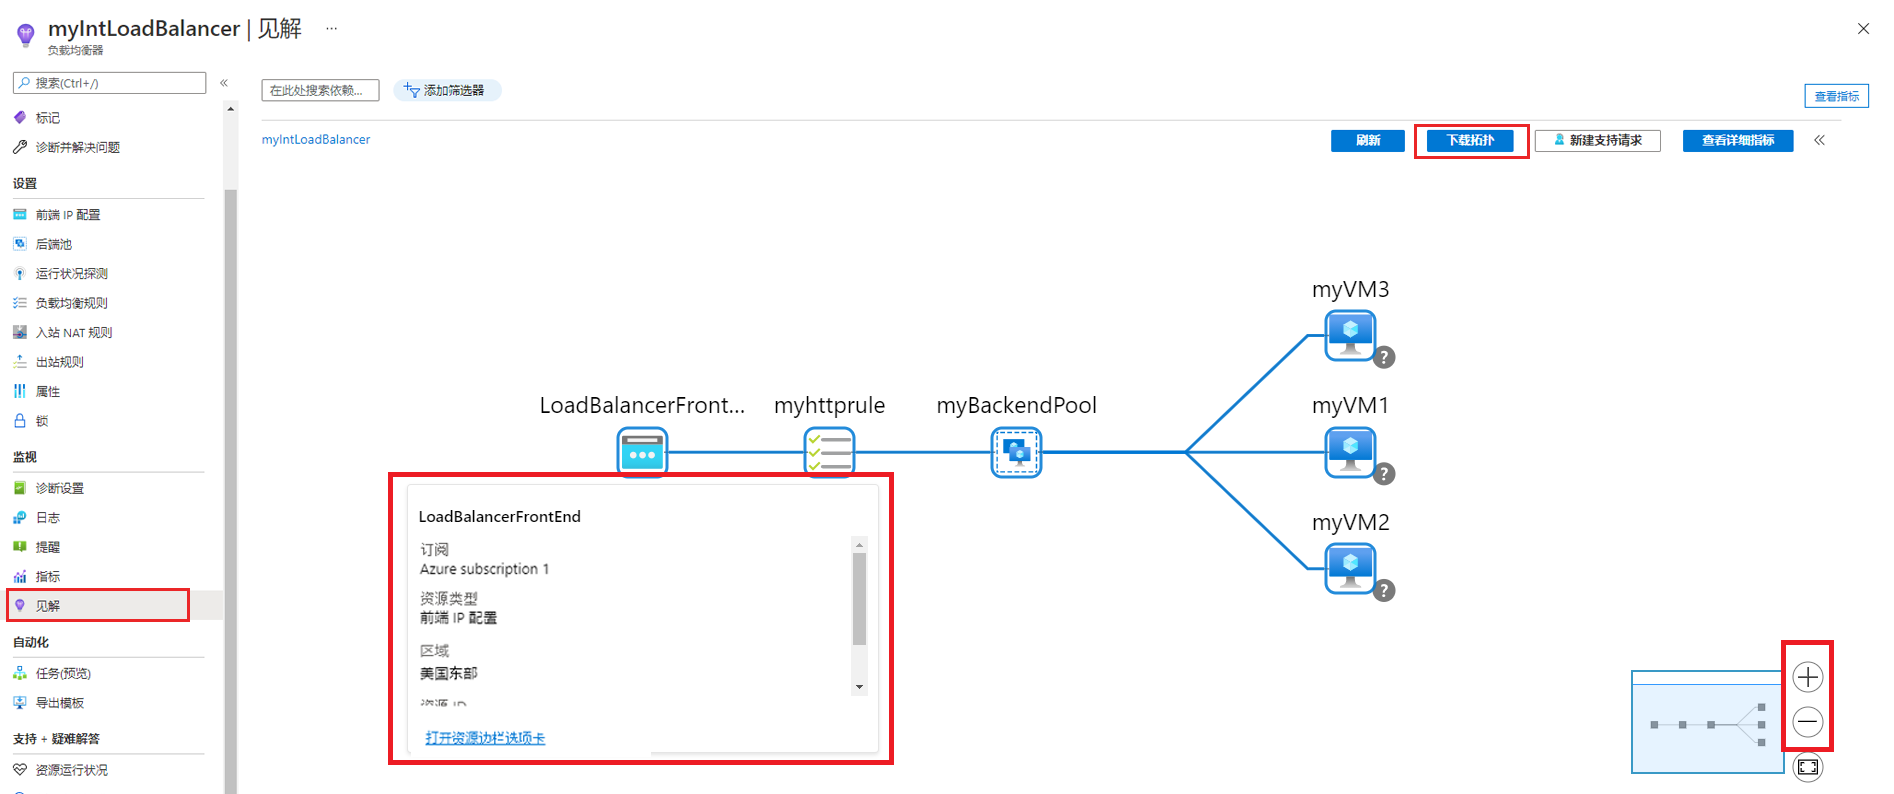 myIntLoadBalancer | 见解 ...
负载均衡器
搜索(Ctrl+/)
«
标记
诊断并解决问题
设置
前端 IP 配置
后端池
运行状况探测
负载均衡规则
入站 NAT 规则
出站规则
属性
锁
监视
诊断设置
日志
提醒
指标
见解
自动化
任务(预览)
导出模板
支持 + 疑难解答
资源运行状况
在此处搜索依赖...
添加筛选器
查看指标
myIntLoadBalancer
刷新
下载拓扑
新建支持请求
查看详细指标
«
myVM3
?
LoadBalancerFront...
myhttprule
myBackendPool
myVM1
?
myVM2
?
LoadBalancerFrontEnd
订阅
Azure subscription 1
资源类型
前端 IP 配置
区域
美国东部
资源 ID
打开资源边栏选项卡